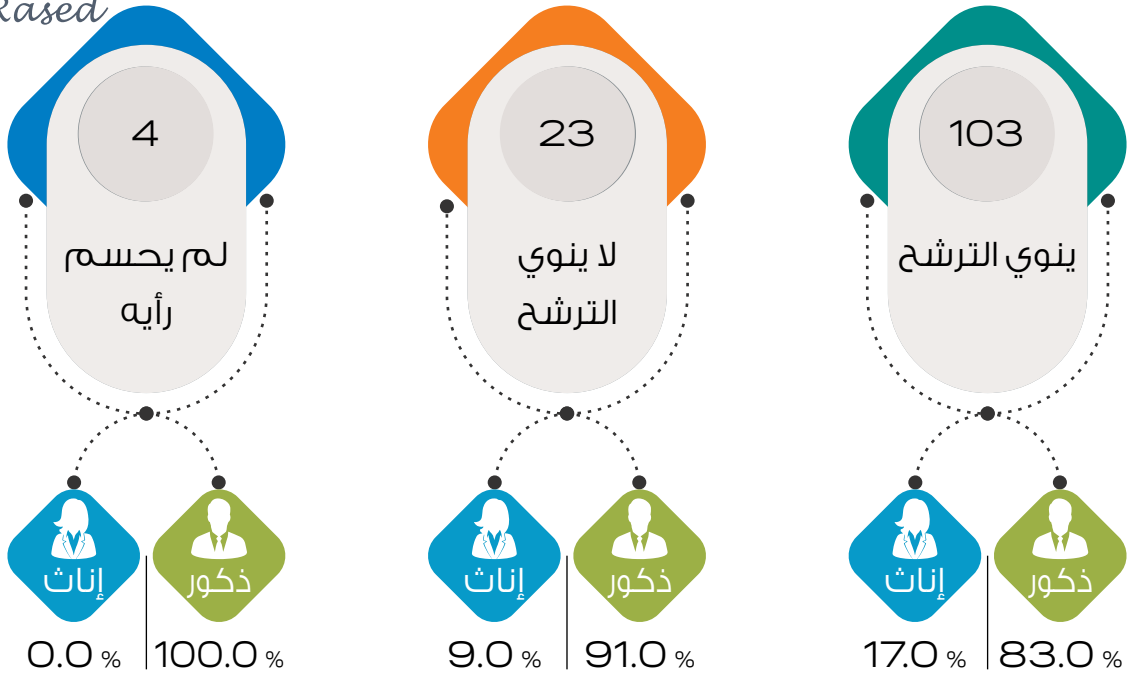 Rased
103
ينوي الترشح
ذكور
إناث
83.0 %
17.0 %
23
لا ينوي
الترشح
ذكور
إناث
91.0 %
9.0 %
4
لم يحسم
رأيه
ذكور
إناث
100.0 %
0.0 %